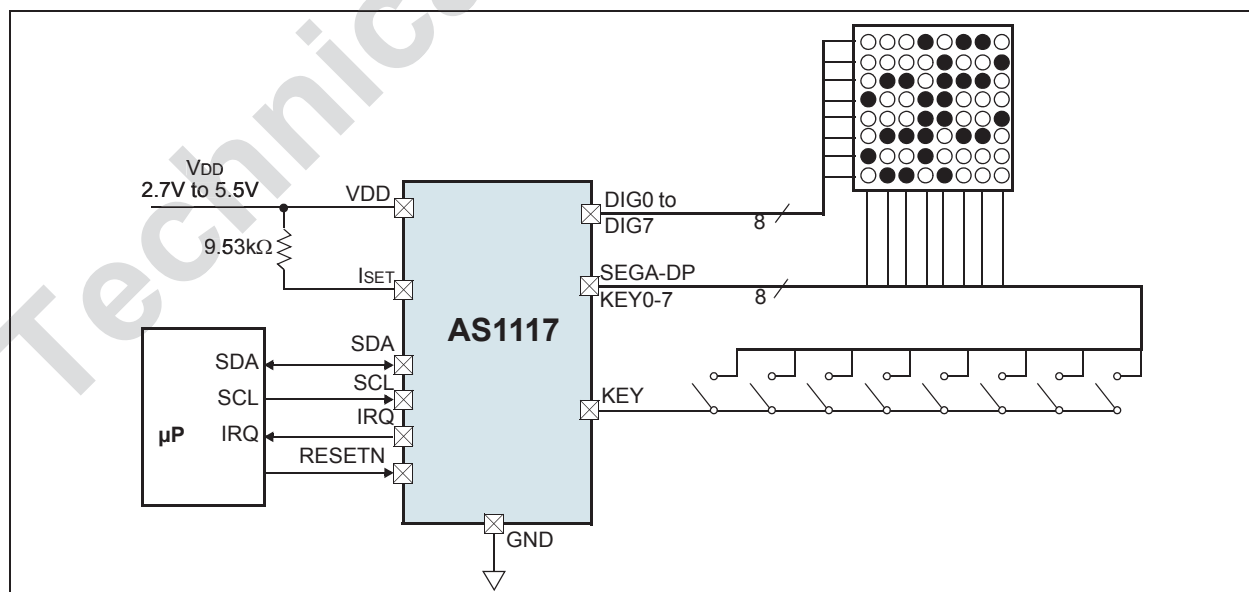 Technica
VDD
2.7V to 5.5V
9.53kΩ
VDD
ISET
SDA
SCL
IRQ
RESETN
AS1117
GND
DIG0 to
DIG7
8
SEGA-DP
KEY0-7
8
KEY
SDA
SCL
IRQ
µP